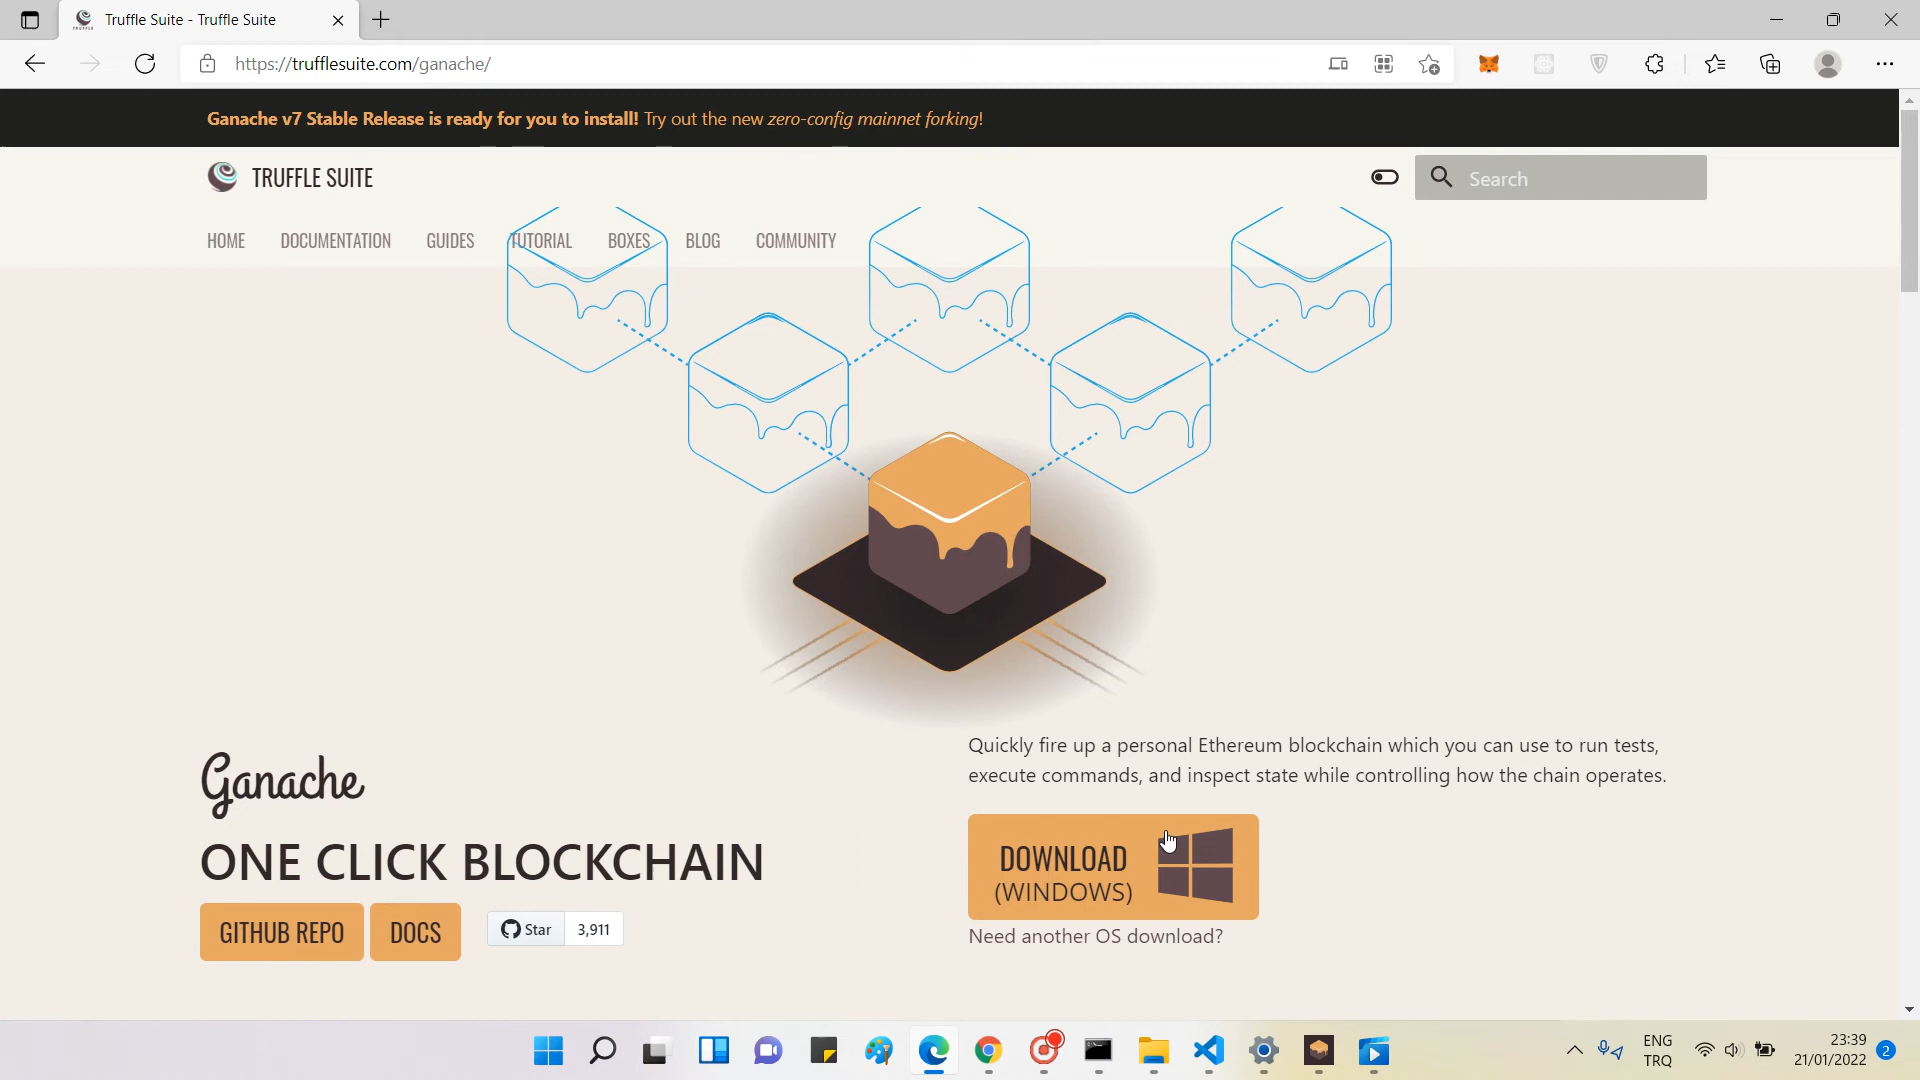 Truffle Suite - Truffle Suite
https://trufflesuite.com/ganache/
Ganache v7 Stable Release is ready for you to install! Try out the new zero-config mainnet forking!
TRUFFLE SUITE
Search
HOME DOCUMENTATION GUIDES TUTORIAL BOXES BLOG COMMUNITY
Quickly fire up a personal Ethereum blockchain which you can use to run tests,
execute commands, and inspect state while controlling how the chain operates.
Ganache
ONE CLICK BLOCKCHAIN
DOWNLOAD
(WINDOWS)
GITHUB REPO DOCS Star 3,911
Need another OS download?
ENG
TRQ
23:39
21/01/2022
2